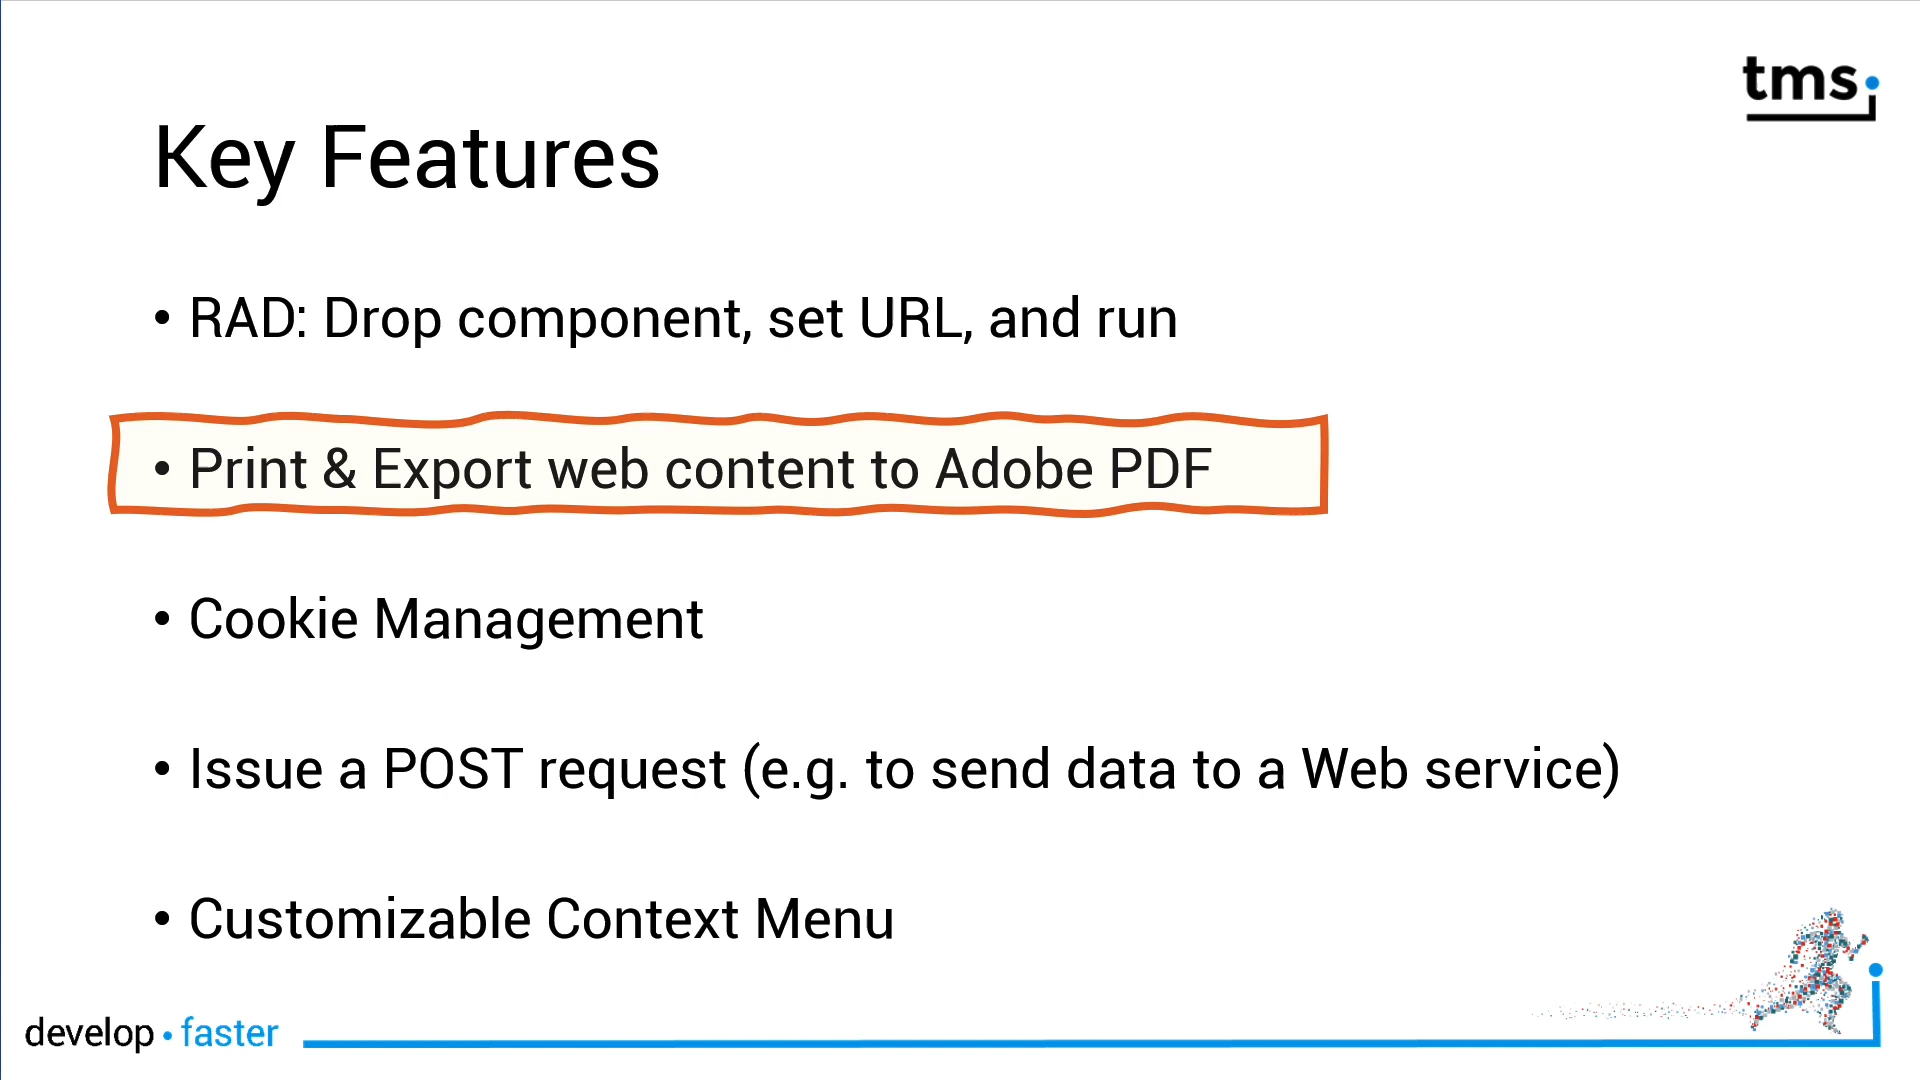 tms
Key Features
• RAD: Drop component, set URL, and run
• Print & Export web content to Adobe PDF
• Cookie Management
• Issue a POST request (e.g. to send data to a Web service)
• Customizable Context Menu
develop • faster